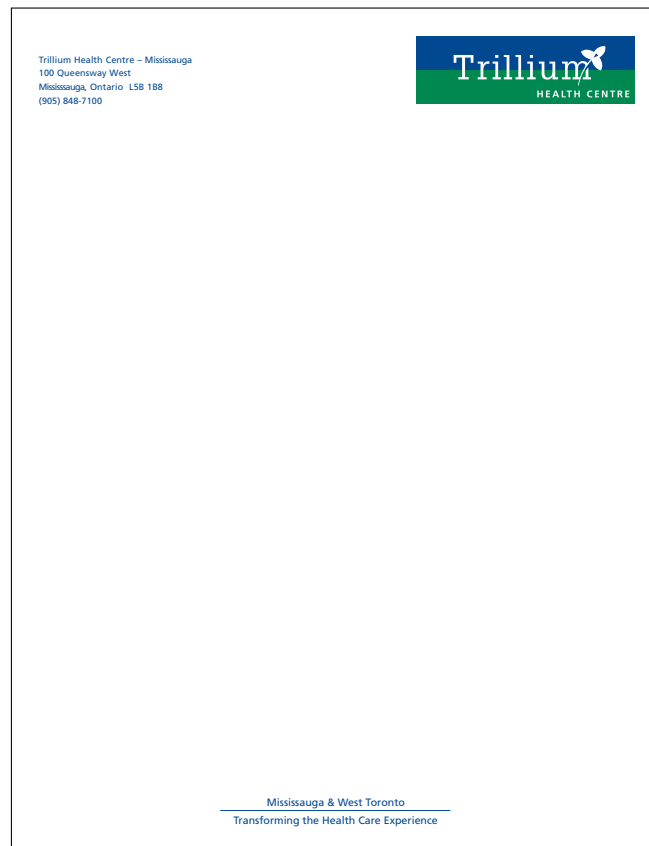 Trillium Health Centre – Mississauga
100 Queensway West
Mississsauga, Ontario  L5B 1B8
(905) 848-7100
Trillium
HEALTH CENTRE
Mississauga & West Toronto
Transforming the Health Care Experience